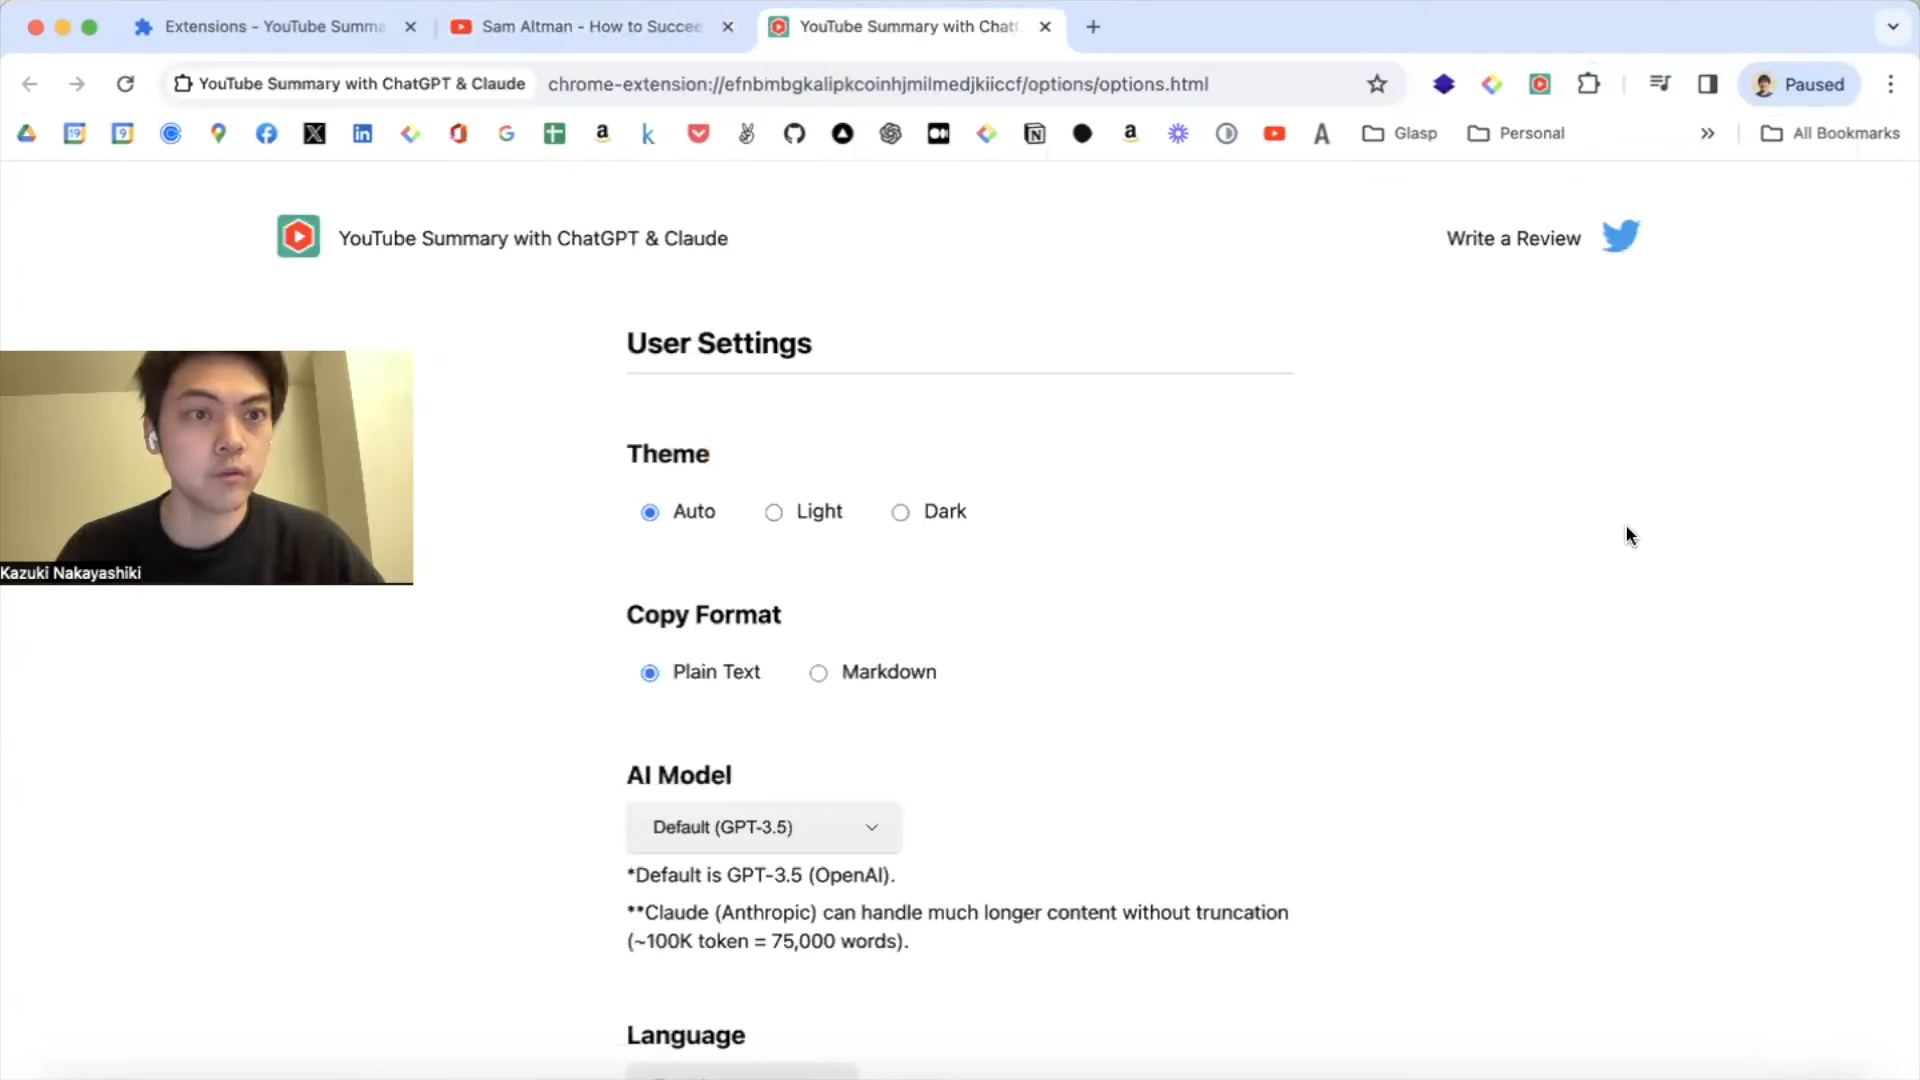 Extensions - YouTube Summa
Sam Altman - How to Succee
YouTube Summary with Chat
YouTube Summary with ChatGPT & Claude
chrome-extension://efnbmbgkalipkcoinhjmilmedjkiiccf/options/options.html
Paused
Glasp
Personal
All Bookmarks
YouTube Summary with ChatGPT & Claude
Write a Review
User Settings
Theme
Auto
Light
Dark
Kazuki Nakayashiki
Copy Format
Plain Text
Markdown
AI Model
Default (GPT-3.5)
*Default is GPT-3.5 (OpenAI).
**Claude (Anthropic) can handle much longer content without truncation
(~100K token = 75,000 words).
Language